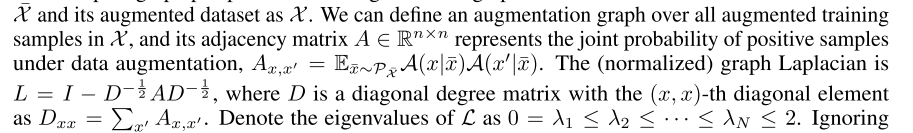 $\bar{\mathcal{X}}$ and its augmented dataset as $\mathcal{X}$. We can define an augmentation graph over all augmented training
samples in $\mathcal{X}$, and its adjacency matrix $A \in \mathbb{R}^{n \times n}$ represents the joint probability of positive samples
under data augmentation, $A_{x,x'} = \mathbb{E}_{\bar{x} \sim \mathcal{P}_{\bar{\mathcal{X}}}} \mathcal{A}(x|\bar{x}) \mathcal{A}(x'|\bar{x})$. The (normalized) graph Laplacian is
$L = I - D^{-\frac{1}{2}} A D^{-\frac{1}{2}}$, where $D$ is a diagonal degree matrix with the $(x, x)$-th diagonal element
as $D_{xx} = \sum_{x'} A_{x,x'}$. Denote the eigenvalues of $\mathcal{L}$ as $0 = \lambda_1 \leq \lambda_2 \leq \cdots \leq \lambda_N \leq 2$. Ignoring